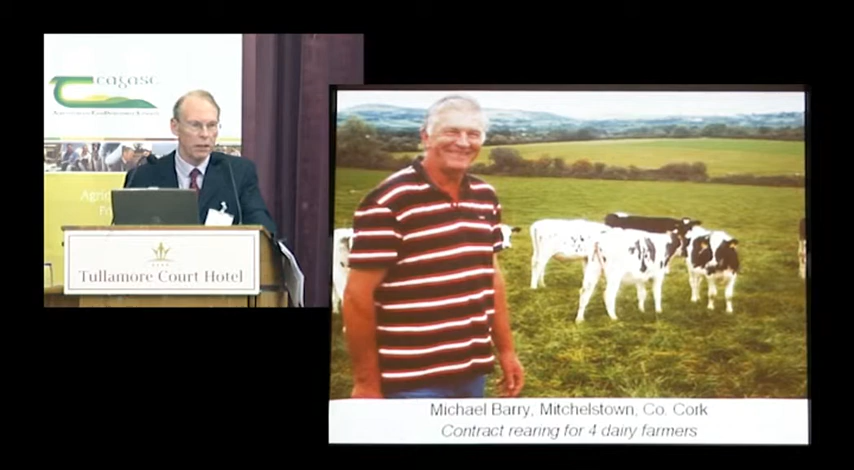 teagasc
Tullamore Court Hotel
Michael Barry, Mitchelstown, Co. Cork
Contract rearing for 4 dairy farmers